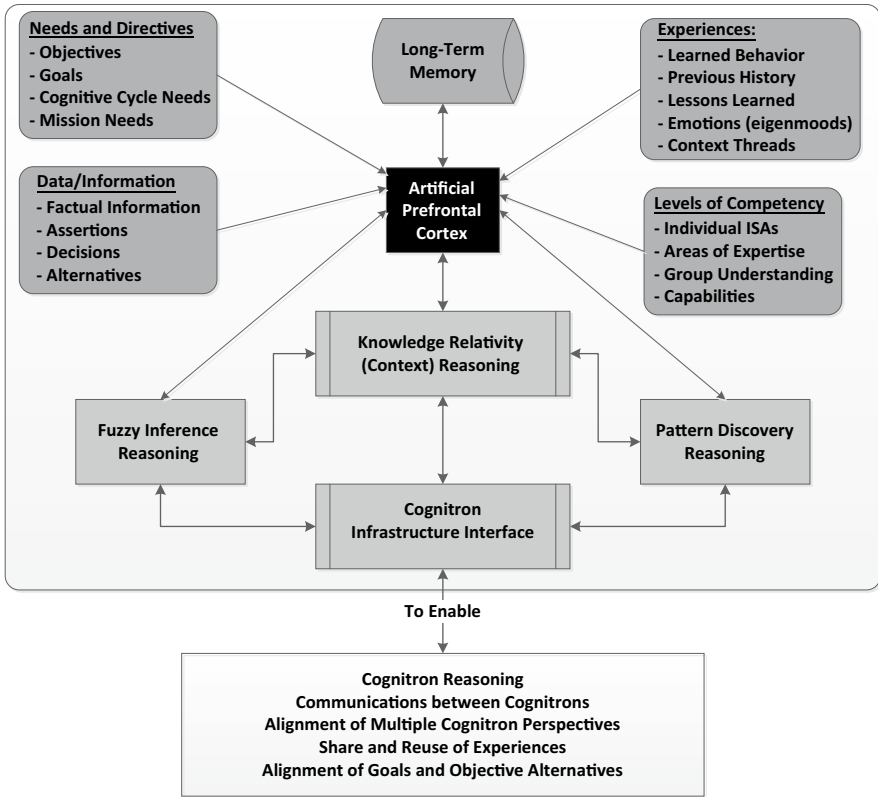 Needs and Directives
- Objectives
- Goals
- Cognitive Cycle Needs
- Mission Needs
Long-Term
Memory
Experiences:
- Learned Behavior
- Previous History
- Lessons Learned
- Emotions (eigenmoods)
- Context Threads
Data/Information
- Factual Information
- Assertions
- Decisions
- Alternatives
Artificial
Prefrontal
Cortex
Levels of Competency
- Individual ISAs
- Areas of Expertise
- Group Understanding
- Capabilities
Knowledge Relativity
(Context) Reasoning
Fuzzy Inference
Reasoning
Pattern Discovery
Reasoning
Cognitron
Infrastructure Interface
To Enable
Cognitron Reasoning
Communications between Cognitrons
Alignment of Multiple Cognitron Perspectives
Share and Reuse of Experiences
Alignment of Goals and Objective Alternatives